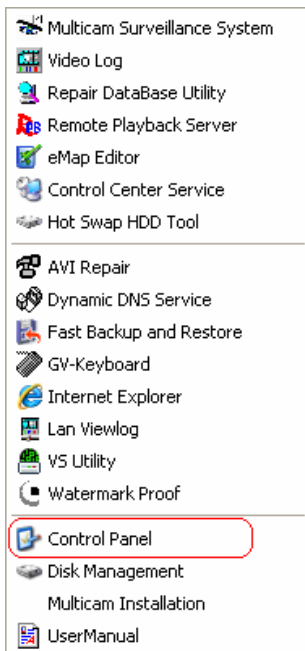 Multicam Surveillance System
Video Log
Repair DataBase Utility
Remote Playback Server
eMap Editor
Control Center Service
Hot Swap HDD Tool
AVI Repair
Dynamic DNS Service
Fast Backup and Restore
GV-Keyboard
Internet Explorer
Lan Viewlog
VS Utility
Watermark Proof
Control Panel
Disk Management
Multicam Installation
UserManual